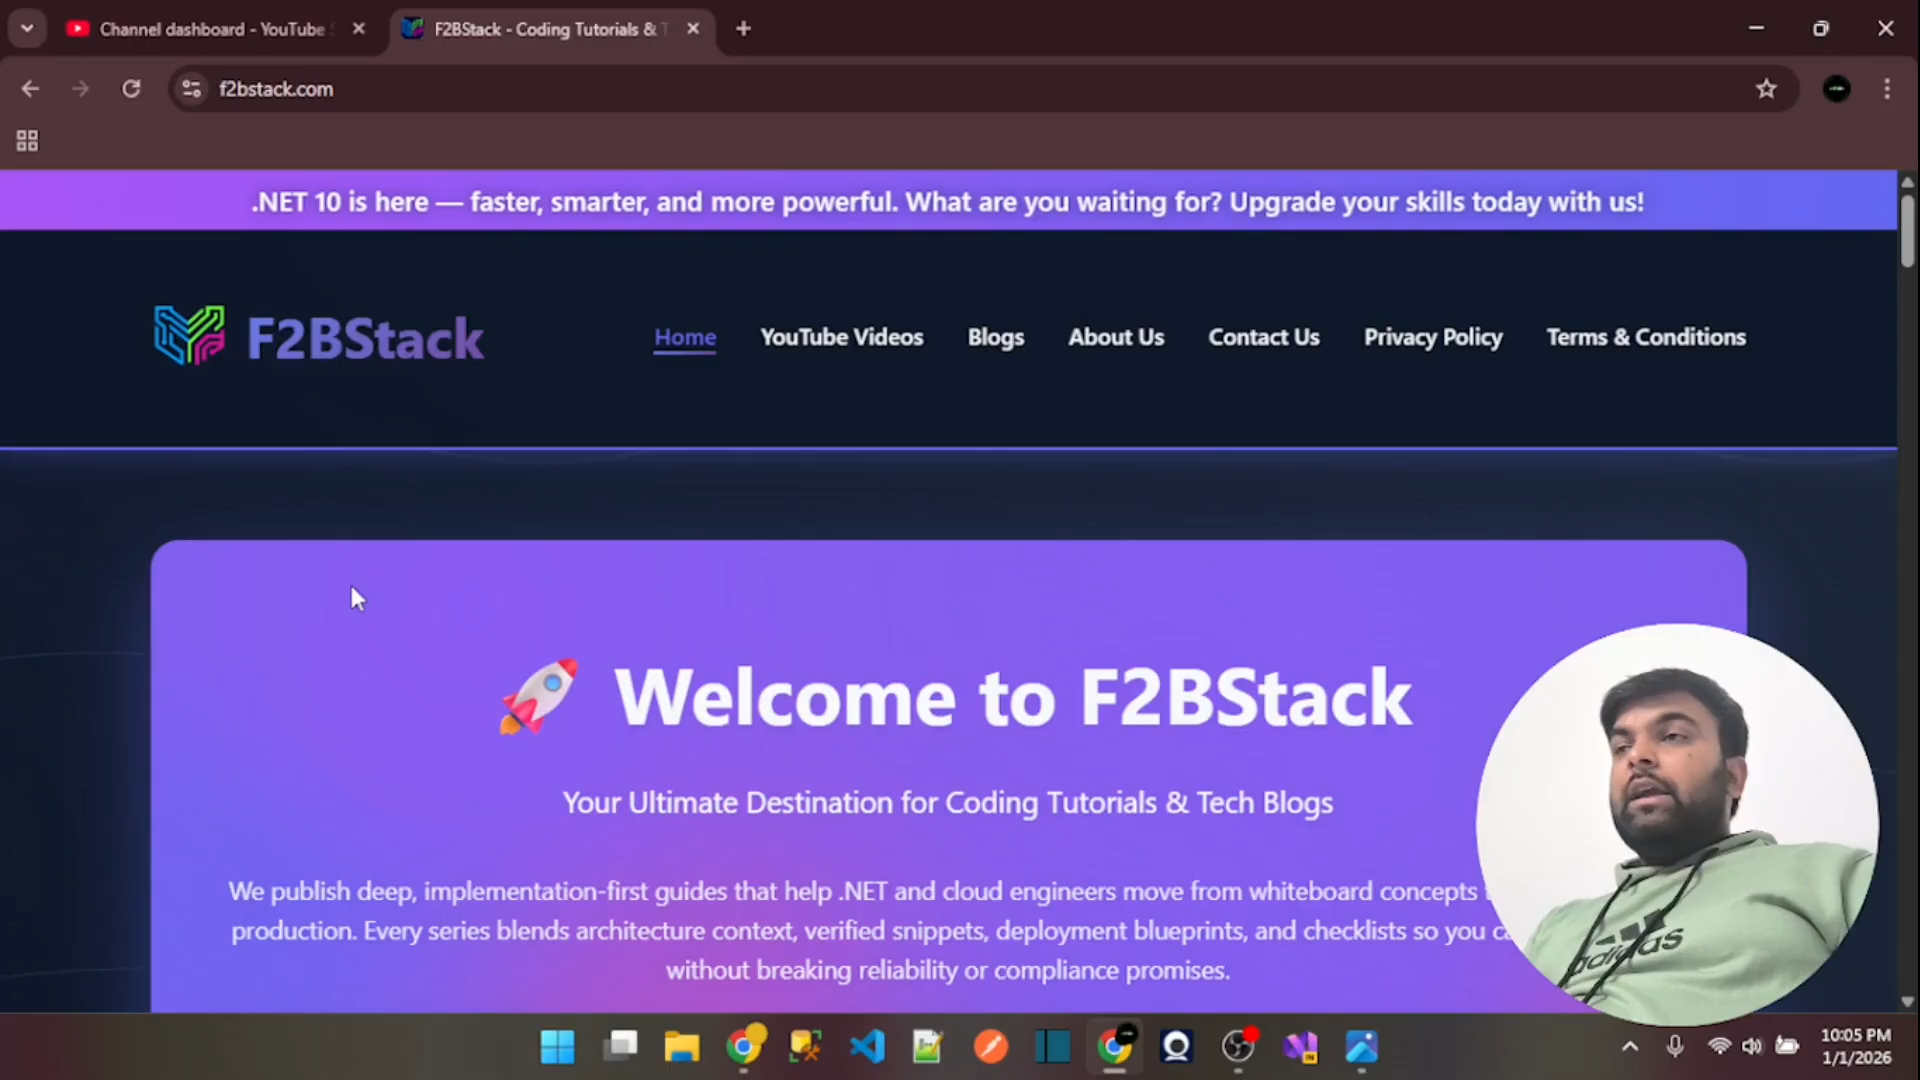 Channel dashboard - YouTube
F2BStack - Coding Tutorials &
f2bstack.com
.NET 10 is here — faster, smarter, and more powerful. What are you waiting for? Upgrade your skills today with us!
F2BStack
Home YouTube Videos Blogs About Us Contact Us Privacy Policy Terms & Conditions
Welcome to F2BStack
Your Ultimate Destination for Coding Tutorials & Tech Blogs
We publish deep, implementation-first guides that help .NET and cloud engineers move from whiteboard concepts
production. Every series blends architecture context, verified snippets, deployment blueprints, and checklists so you
without breaking reliability or compliance promises.
adidas
10:05 PM
1/1/2026